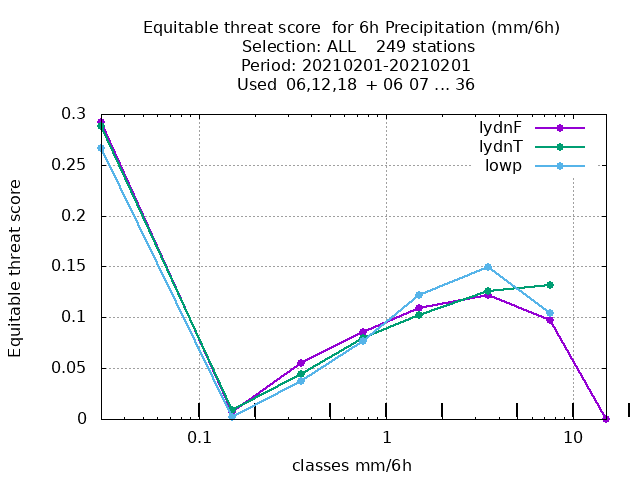 Equitable threat score  for 6h Precipitation (mm/6h)
Selection: ALL    249 stations
Period: 20210201-20210201
Used  06,12,18  + 06 07 ... 36
lydnF
lydnT
lowp
0.3
0.25
0.2
0.15
0.1
0.05
0
Equitable threat score
0.1
1
10
classes mm/6h